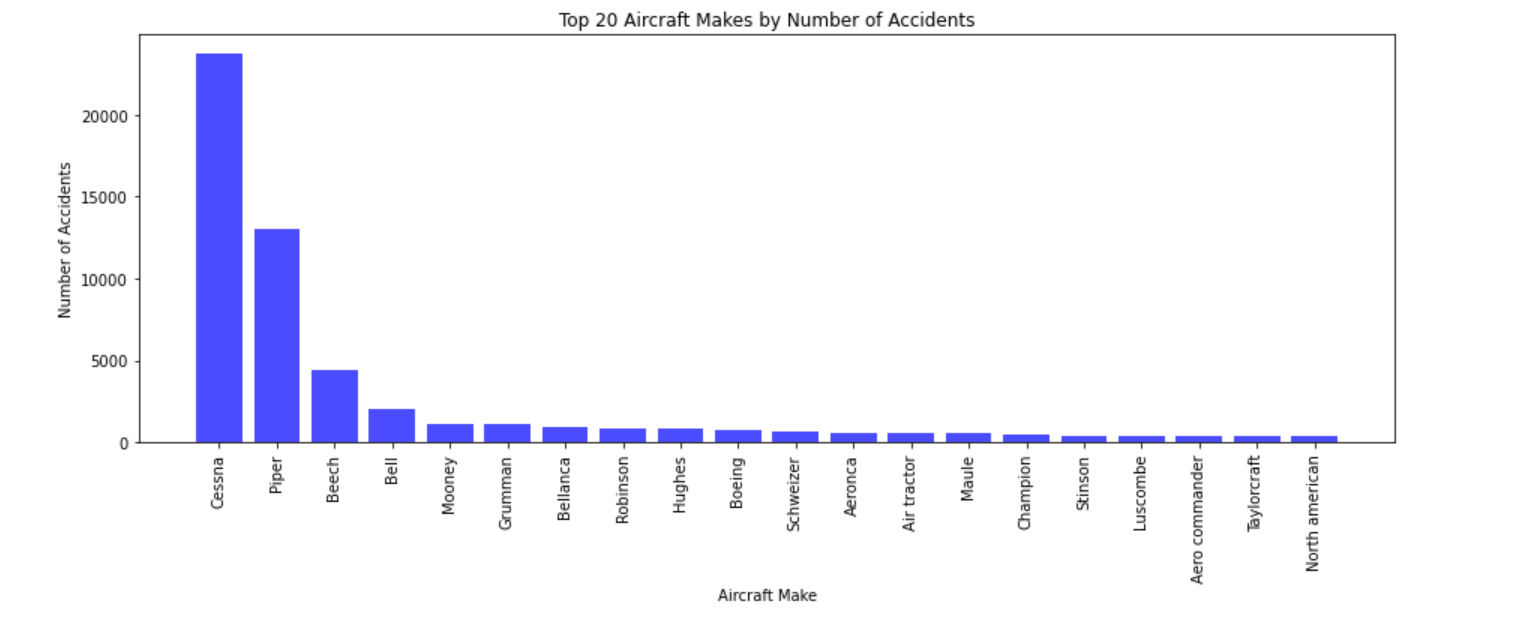 Top 20 Aircraft Makes by Number of Accidents
Number of Accidents
20000
15000
10000
5000
0
Cessna
Piper
Beech
Bell
Mooney
Grumman
Bellanca
Robinson
Hughes
Boeing
Schweizer
Aeronca
Air tractor
Maule
Champion
Stinson
Luscombe
Aero commander
Taylorcraft
North american
Aircraft Make